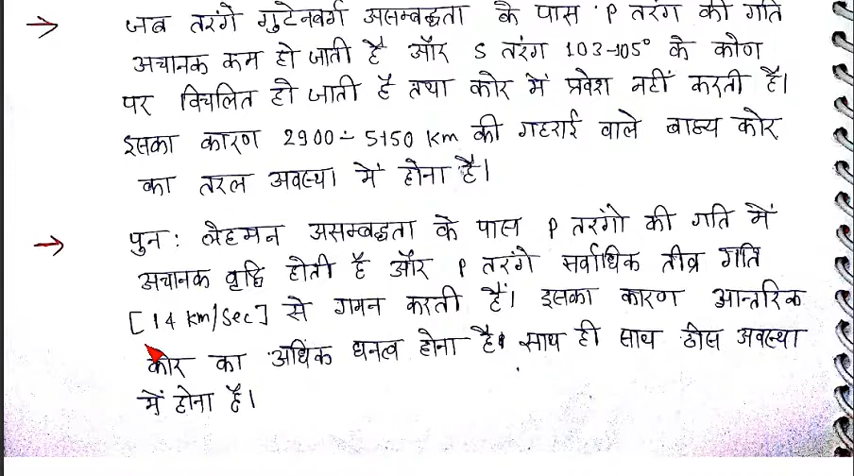 → जब तरंगे गुटेनबर्ग असम्बद्धता के पास P तरंग की गति
अचानक कम हो जाती है और S तरंग 103-105° के कोण
पर विचलित हो जाती है तथा कोर में प्रवेश नहीं करती है।
इसका कारण 2900 - 5150 Km की गहराई वाले बाह्य कोर
का तरल अवस्था में होना है।
→ पुन: लेहमन असम्बद्धता के पास P तरंगो की गति में
अचानक वृद्धि होती है और P तरंगे सर्वाधिक तीव्र गति
[14 km/sec] से गमन करती हैं। इसका कारण आन्तरिक
कोर का अधिक घनत्व होना है। साथ ही साथ ठोस अवस्था
में होना है।